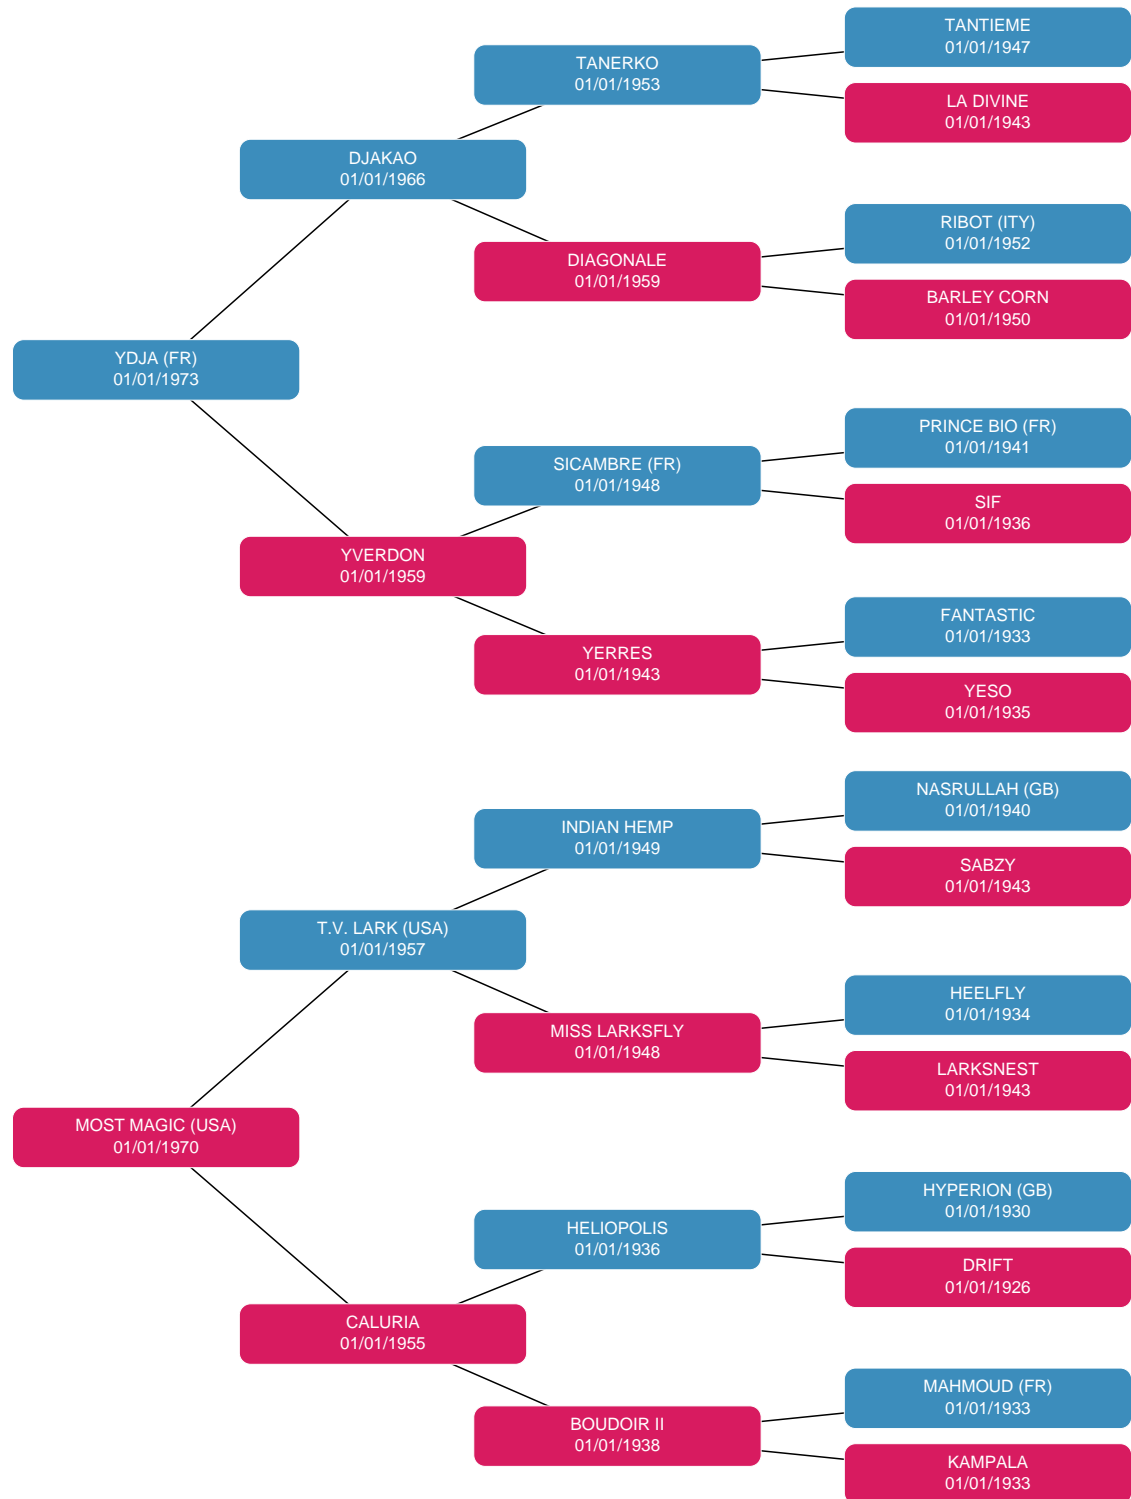 TANTIEME
01/01/1947
TANERKO
01/01/1953
LA DIVINE
01/01/1943
DJAKAO
01/01/1966
RIBOT (ITY)
01/01/1952
DIAGONALE
01/01/1959
BARLEY CORN
01/01/1950
YDJA (FR)
01/01/1973
PRINCE BIO (FR)
01/01/1941
SICAMBRE (FR)
01/01/1948
SIF
01/01/1936
YVERDON
01/01/1959
FANTASTIC
01/01/1933
YERRES
01/01/1943
YESO
01/01/1935
NASRULLAH (GB)
01/01/1940
INDIAN HEMP
01/01/1949
SABZY
01/01/1943
T.V. LARK (USA)
01/01/1957
HEELFLY
01/01/1934
MISS LARKSFLY
01/01/1948
LARKSNEST
01/01/1943
MOST MAGIC (USA)
01/01/1970
HYPERION (GB)
01/01/1930
HELIOPOLIS
01/01/1936
DRIFT
01/01/1926
CALURIA
01/01/1955
MAHMOUD (FR)
01/01/1933
BOUDOIR II
01/01/1938
KAMPALA
01/01/1933